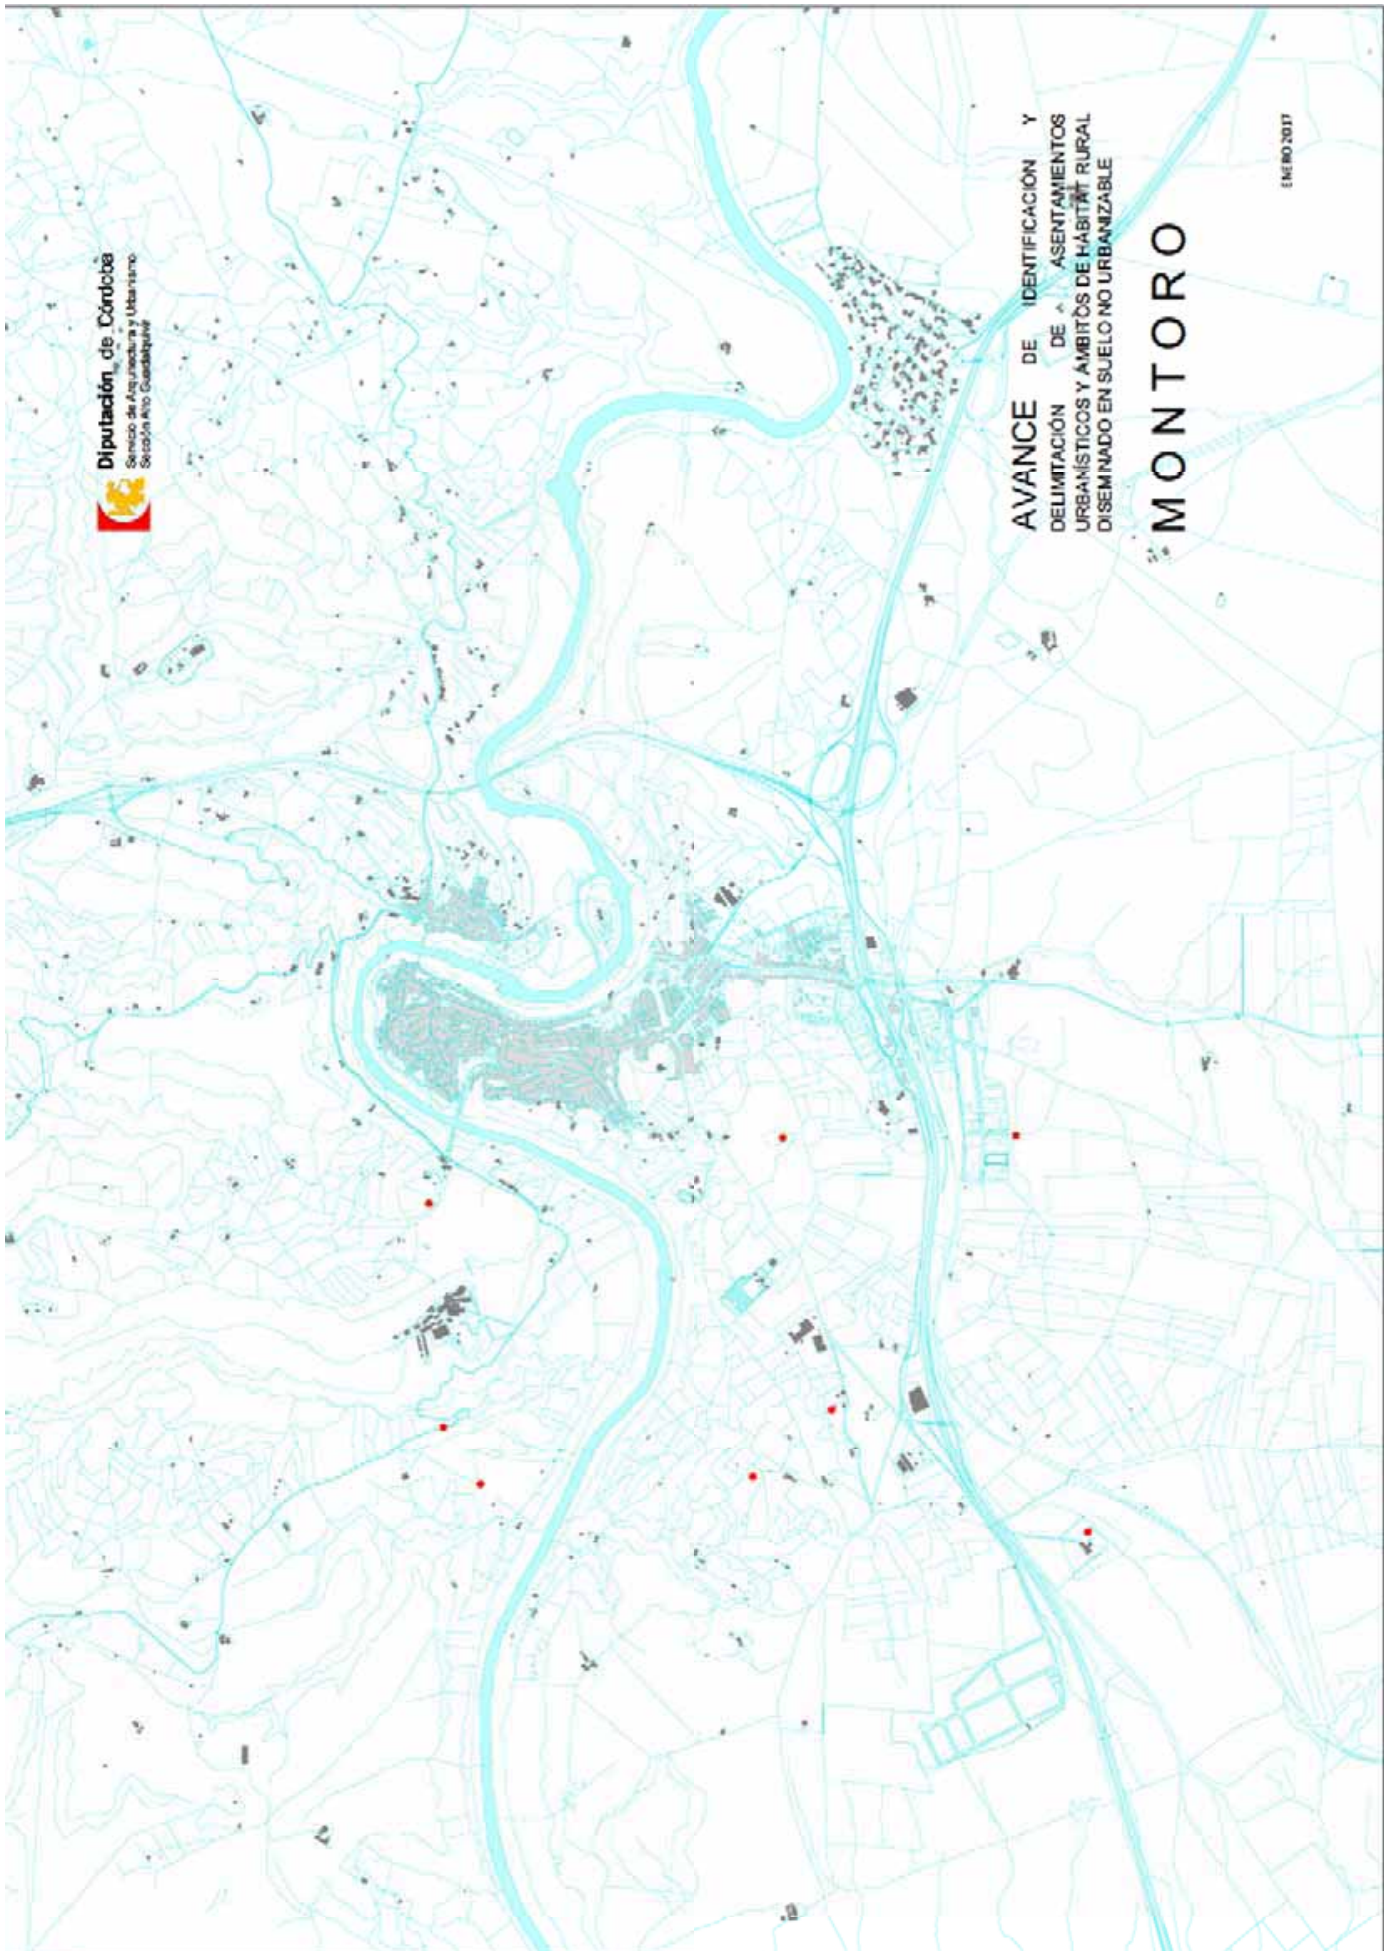 Diputación de Córdoba
Servicio de Arquitectura y Urbanismo
Sección Alto Guadalquivir
AVANCE DE IDENTIFICACIÓN Y
DELIMITACIÓN DE ASENTAMIENTOS
URBANÍSTICOS Y ÁMBITOS DE HÁBITAT RURAL
DISEMINADO EN SUELO NO URBANIZABLE
MONTORO
ENERO 2017